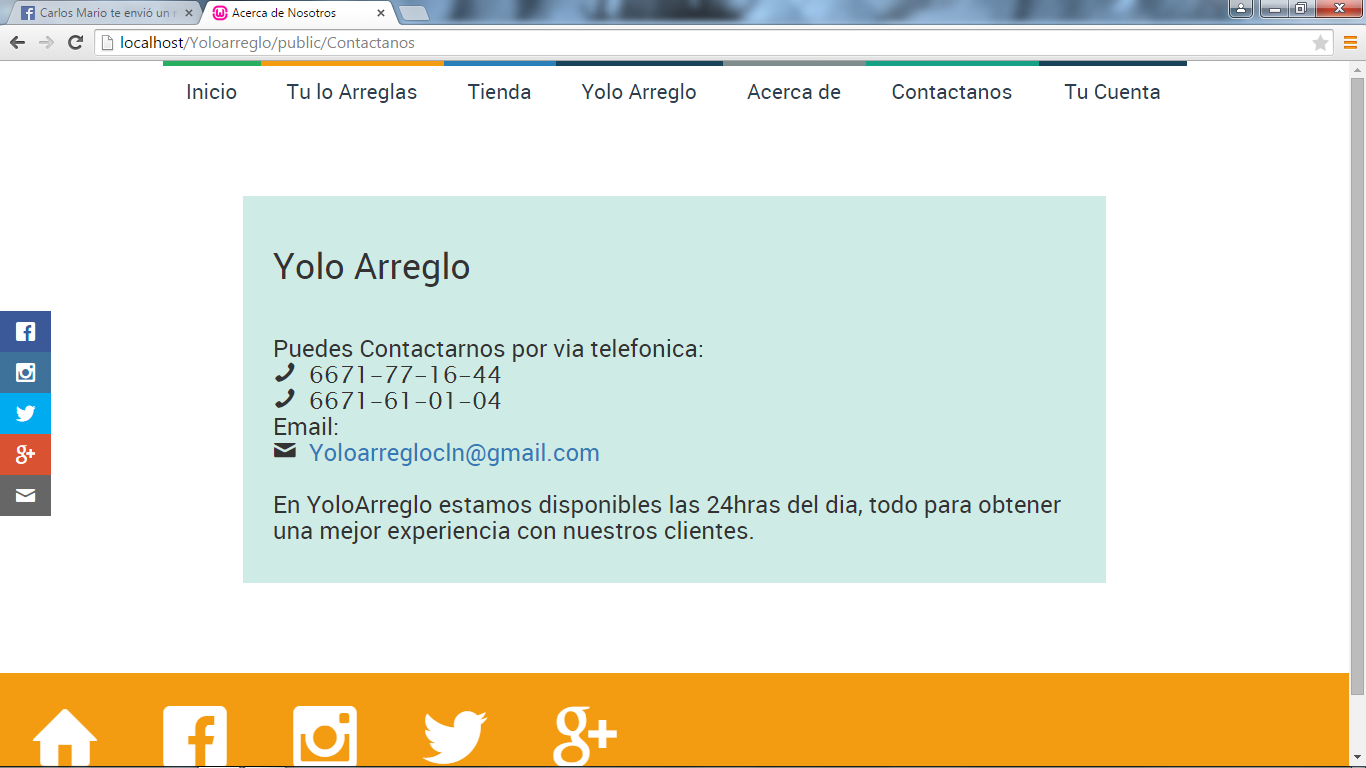 Carlos Mario te envió un
Acerca de Nosotros
localhost/Yoloarreglo/public/Contactanos
Inicio Tu lo Arreglas Tienda Yolo Arreglo Acerca de Contactanos Tu Cuenta
Yolo Arreglo
Puedes Contactarnos por via telefonica:
6671-77-16-44
6671-61-01-04
Email:
Yoloarreglocln@gmail.com
En YoloArreglo estamos disponibles las 24hras del dia, todo para obtener
una mejor experiencia con nuestros clientes.